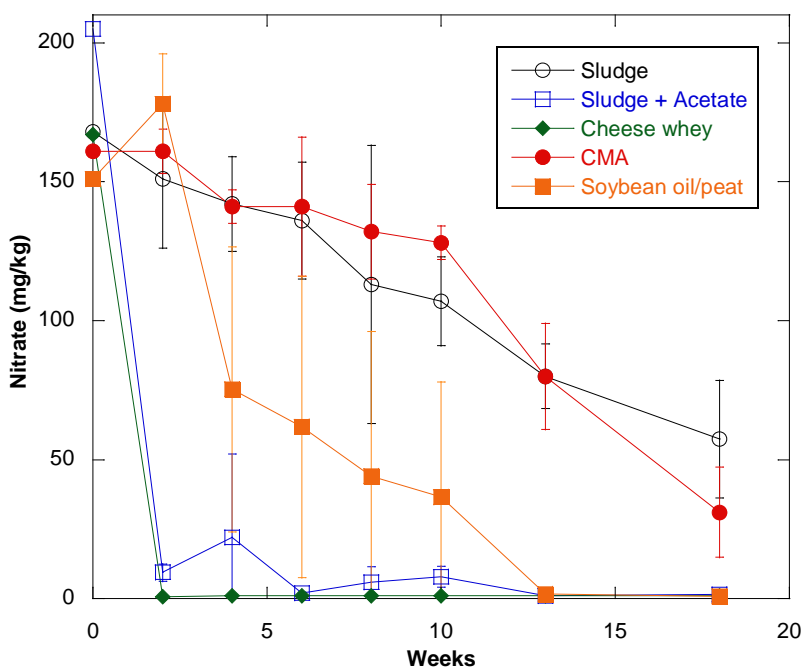 200
150
100
50
0
Nitrate (mg/kg)
Sludge
Sludge + Acetate
Cheese whey
CMA
Soybean oil/peat
0 5 10 15 20
Weeks